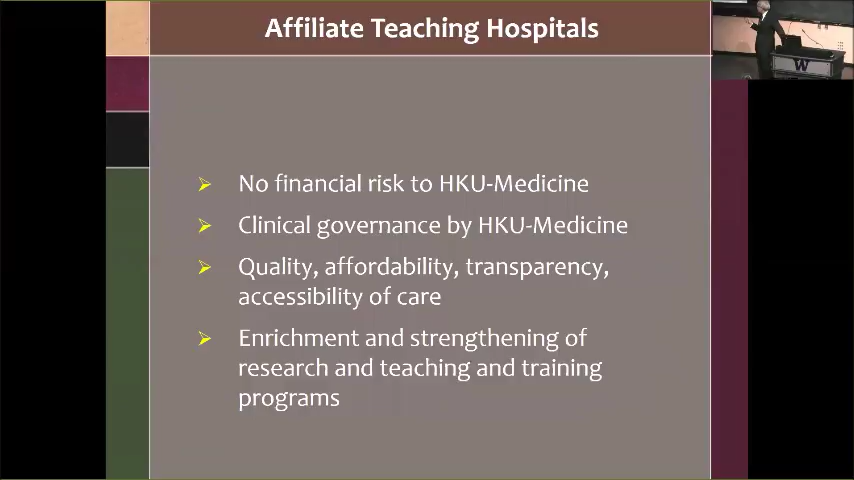 Affiliate Teaching Hospitals
W
No financial risk to HKU-Medicine
Clinical governance by HKU-Medicine
Quality, affordability, transparency,
accessibility of care
Enrichment and strengthening of
research and teaching and training
programs